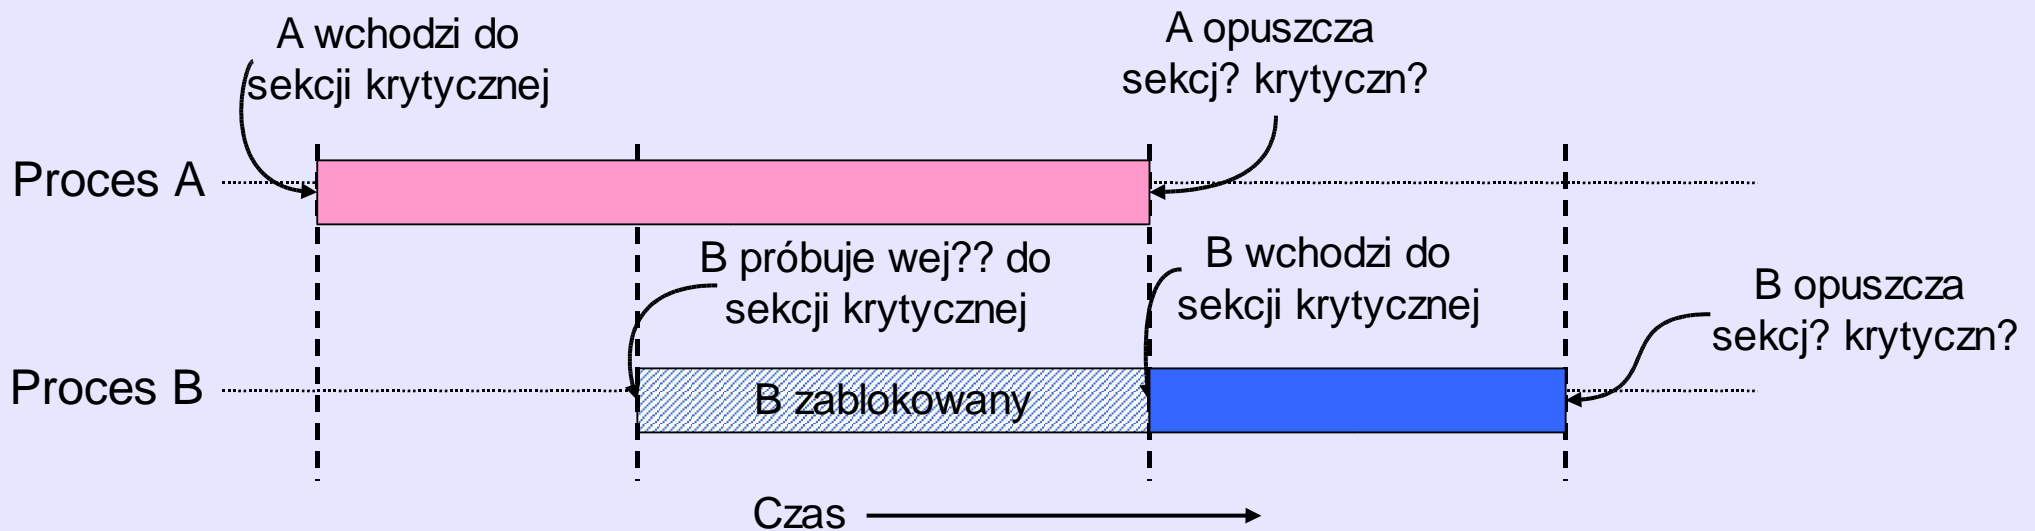 A wchodzi do
sekcji krytycznej
A opuszcza
sekcj? krytyczn?
Proces A
B próbuje wej?? do
sekcji krytycznej
B wchodzi do
sekcji krytycznej
B opuszcza
sekcj? krytyczn?
Proces B
B zablokowany
Czas